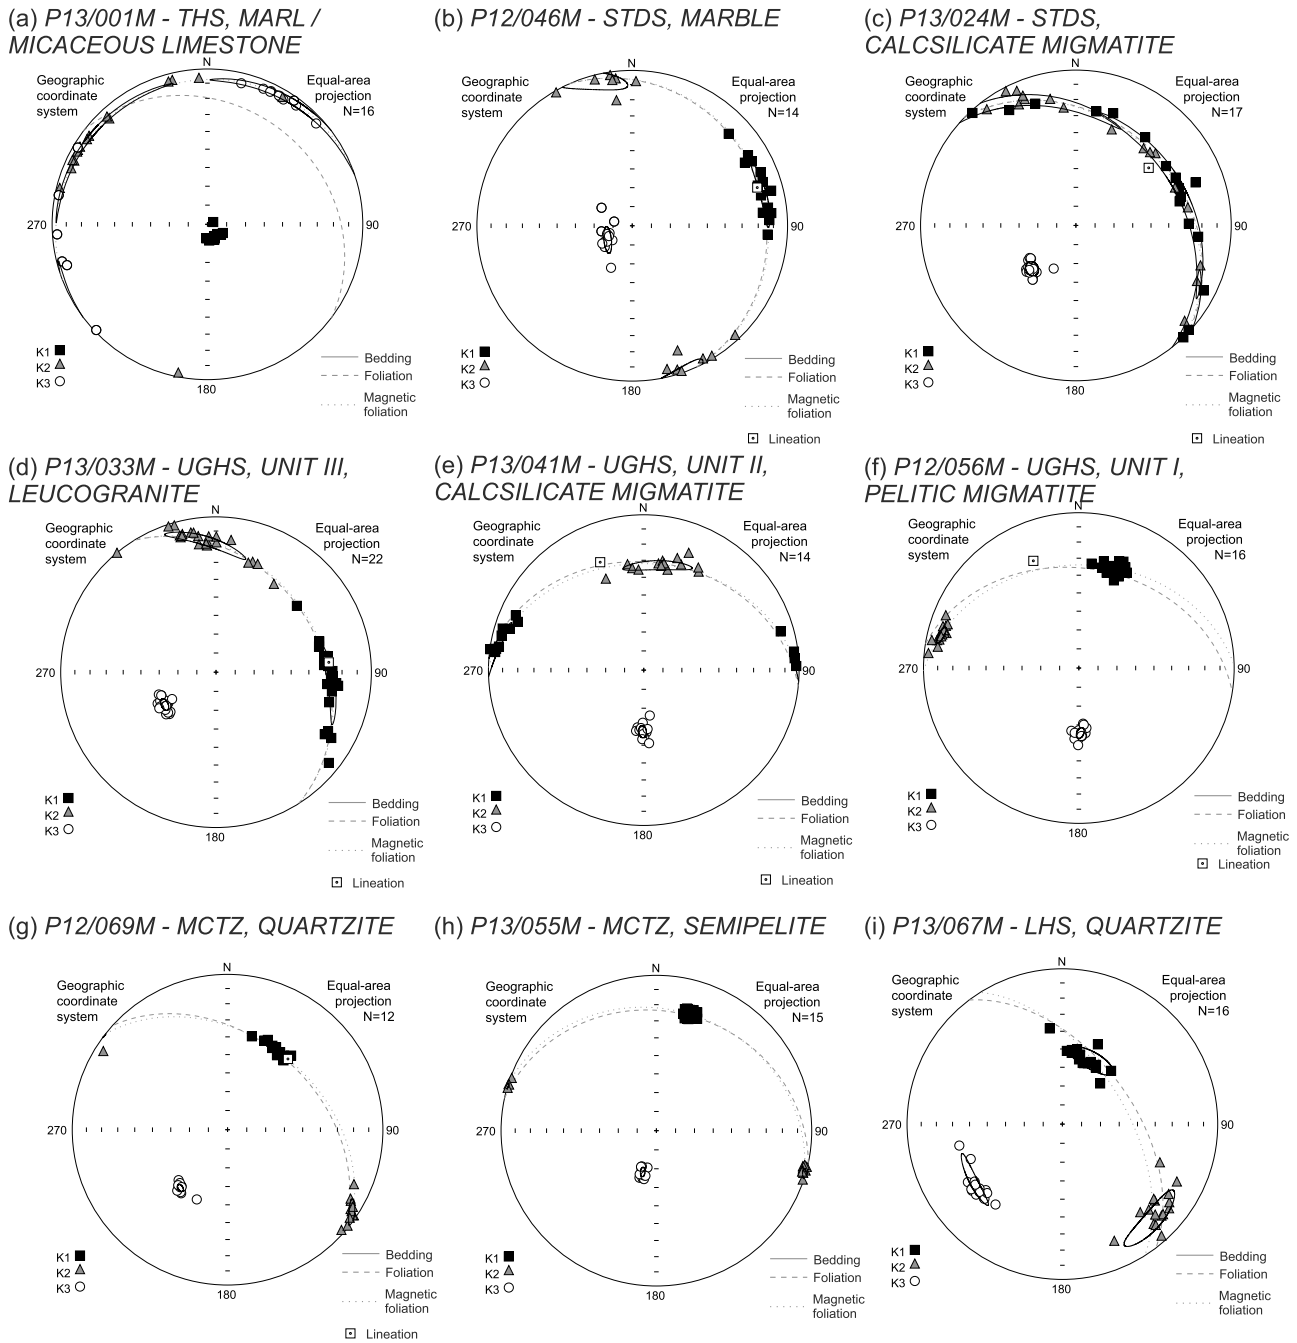 (a) P13/001M - THS, MARL /
MICACEOUS LIMESTONE
Geographic
coordinate
system
N
Equal-area
projection
N=16
270
90
180
K1
K2
K3
Bedding
Foliation
Magnetic
foliation
(b) P12/046M - STDS, MARBLE
Geographic
coordinate
system
N
Equal-area
projection
N=14
270
90
180
K1
K2
K3
Bedding
Foliation
Magnetic
foliation
Lineation
(c) P13/024M - STDS,
CALCSILICATE MIGMATITE
Geographic
coordinate
system
N
Equal-area
projection
N=17
270
90
180
K1
K2
K3
Bedding
Foliation
Magnetic
foliation
Lineation
(d) P13/033M - UGHS, UNIT III,
LEUCOGRANITE
Geographic
coordinate
system
N
Equal-area
projection
N=22
270
90
180
K1
K2
K3
Bedding
Foliation
Magnetic
foliation
Lineation
(e) P13/041M - UGHS, UNIT II,
CALCSILICATE MIGMATITE
Geographic
coordinate
system
N
Equal-area
projection
N=14
270
90
180
K1
K2
K3
Bedding
Foliation
Magnetic
foliation
Lineation
(f) P12/056M - UGHS, UNIT I,
PELITIC MIGMATITE
Geographic
coordinate
system
N
Equal-area
projection
N=16
270
90
180
K1
K2
K3
Bedding
Foliation
Magnetic
foliation
Lineation
(g) P12/069M - MCTZ, QUARTZITE
Geographic
coordinate
system
N
Equal-area
projection
N=12
270
90
180
K1
K2
K3
Bedding
Foliation
Magnetic
foliation
Lineation
(h) P13/055M - MCTZ, SEMIPELITE
Geographic
coordinate
system
N
Equal-area
projection
N=15
270
90
180
K1
K2
K3
Bedding
Foliation
Magnetic
foliation
(i) P13/067M - LHS, QUARTZITE
Geographic
coordinate
system
N
Equal-area
projection
N=16
270
90
180
K1
K2
K3
Bedding
Foliation
Magnetic
foliation